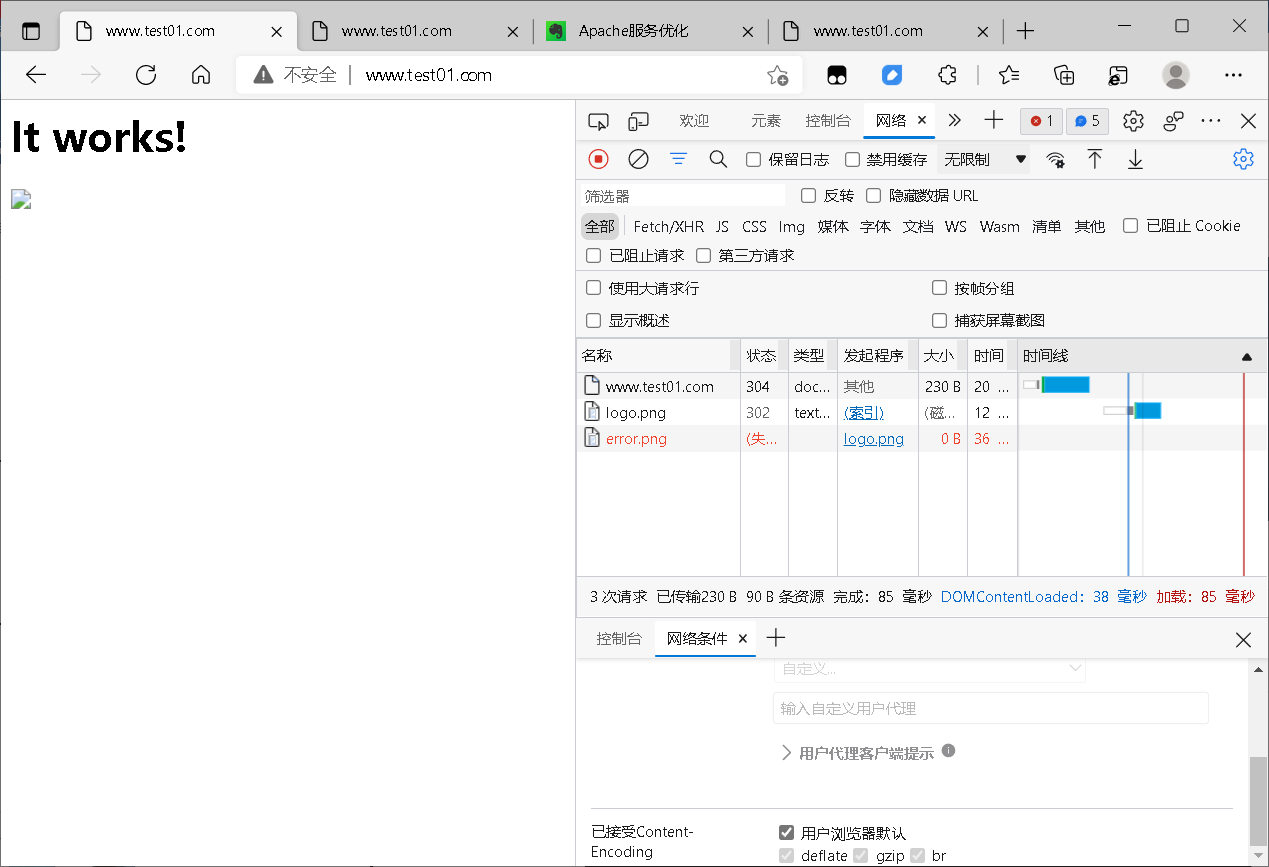 www.test01.com www.test01.com Apache服务优化 www.test01.com
不安全 www.test01.com
It works!
欢迎 元素 控制台 网络 1 5
保留日志 禁用缓存 无限制
筛选器 反转 隐藏数据 URL
全部 Fetch/XHR JS CSS Img 媒体 字体 文档 WS Wasm 清单 其他 已阻止 Cookie
已阻止请求 第三方请求
使用大请求行 按帧分组
显示概述 捕获屏幕截图
名称 状态 类型 发起程序 大小 时间 时间线
www.test01.com 304 doc... 其他 230 B 20 ...
logo.png 302 text... (索引) (磁... 12 ...
error.png (失... logo.png 0 B 36 ...
3 次请求 已传输230 B 90 B 条资源 完成: 85 毫秒 DOMContentLoaded: 38 毫秒 加载: 85 毫秒
控制台 网络条件
自定义...
输入自定义用户代理
用户代理客户端提示
已接受Content- 用户浏览器默认
Encoding deflate gzip br